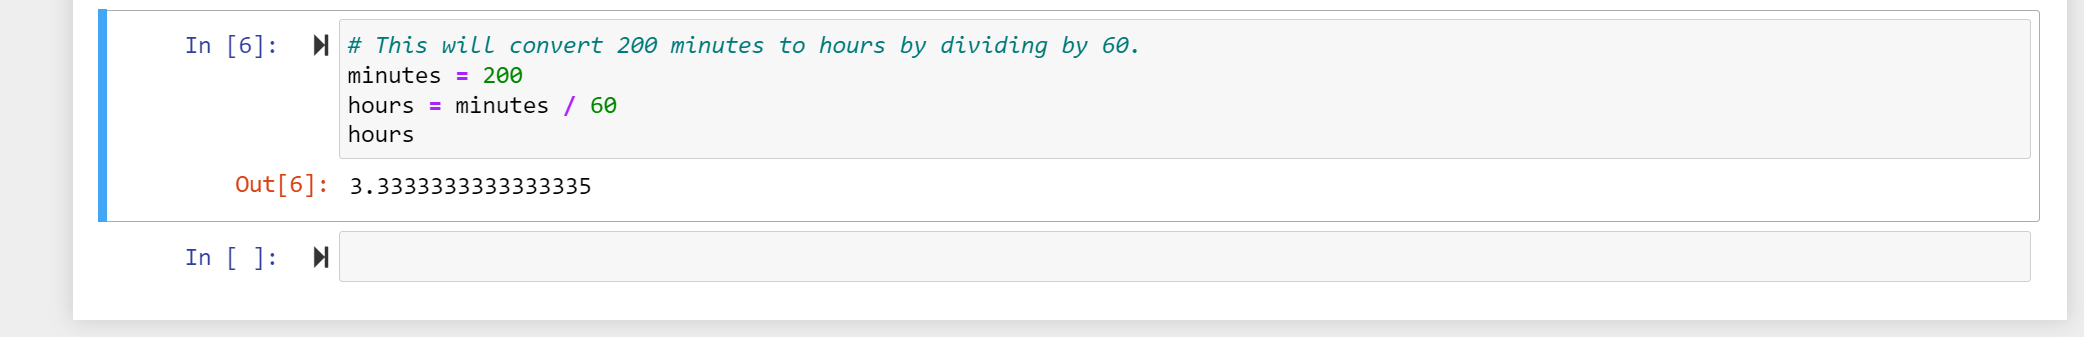 In [6]:
# This will convert 200 minutes to hours by dividing by 60.
minutes = 200
hours = minutes / 60
hours
Out[6]: 3.3333333333333335
In [ ]: